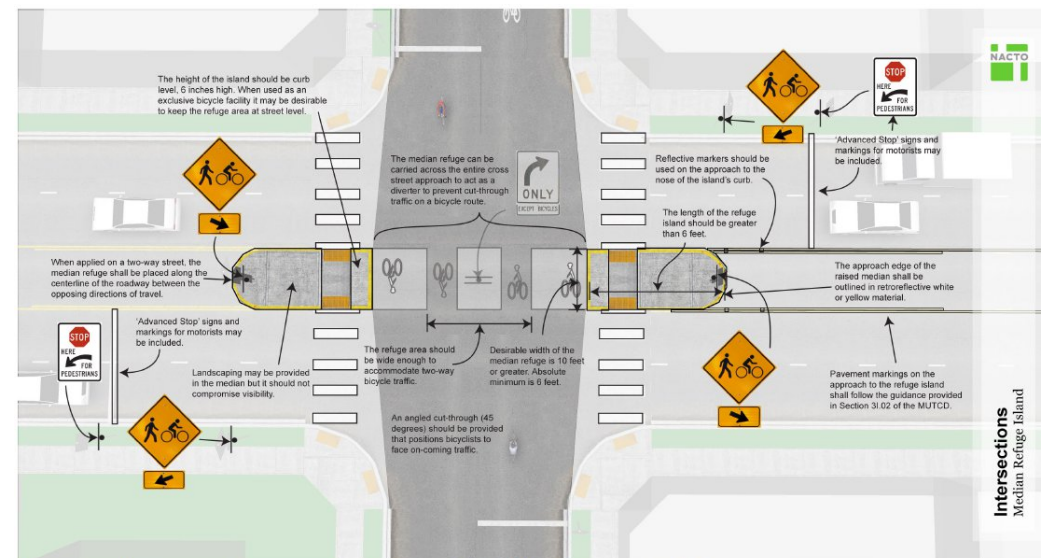 NACTO
The height of the island should be curb
level, 6 inches high. When used as an
exclusive bicycle facility it may be desirable
to keep the refuge area at street level.
STOP
HERE
FOR
PEDESTRIANS
'Advanced Stop' signs and
markings for motorists may
be included.
The median refuge can be
carried across the entire cross
street approach to act as a
diverter to prevent cut-through
traffic on a bicycle route.
ONLY
EXCEPT BICYCLES
Reflective markers should be
used on the approach to the
nose of the island's curb.
The length of the refuge
island should be greater
than 6 feet.
When applied on a two-way street, the
median refuge shall be placed along the
centerline of the roadway between the
opposing directions of travel.
The approach edge of the
raised median shall be
outlined in retroreflective white
or yellow material.
STOP
HERE
FOR
PEDESTRIANS
'Advanced Stop' signs and
markings for motorists may
be included.
Landscaping may be provided
in the median but it should not
compromise visibility.
The refuge area should
be wide enough to
accommodate two-way
bicycle traffic.
Desirable width of the
median refuge is 10 feet
or greater. Absolute
minimum is 6 feet.
Pavement markings on the
approach to the refuge island
shall follow the guidance provided
in Section 3I.02 of the MUTCD.
An angled cut-through (45
degrees) should be provided
that positions bicyclists to
face on-coming traffic.
Intersections
Median Refuge Island